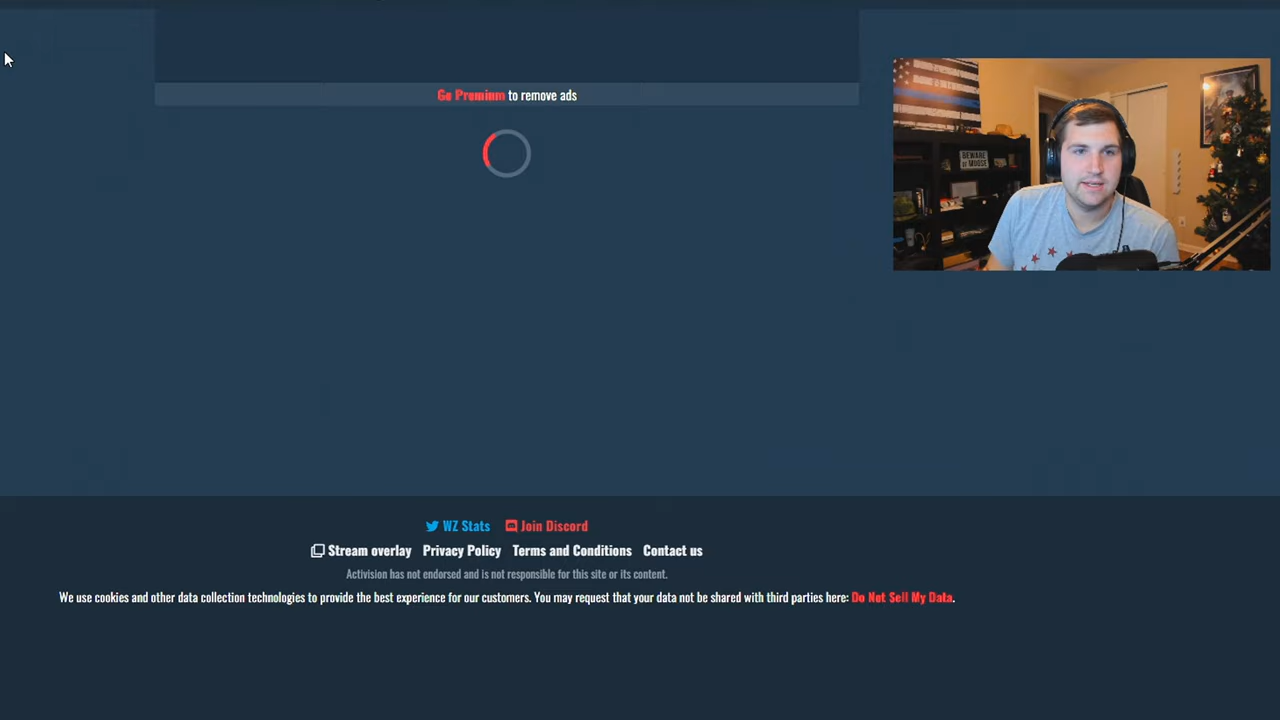 Go Premium to remove ads
BEWARE
OF MOOSE
WZ Stats Join Discord
Stream overlay Privacy Policy Terms and Conditions Contact us
Activision has not endorsed and is not responsible for this site or its content.
We use cookies and other data collection technologies to provide the best experience for our customers. You may request that your data not be shared with third parties here: Do Not Sell My Data.